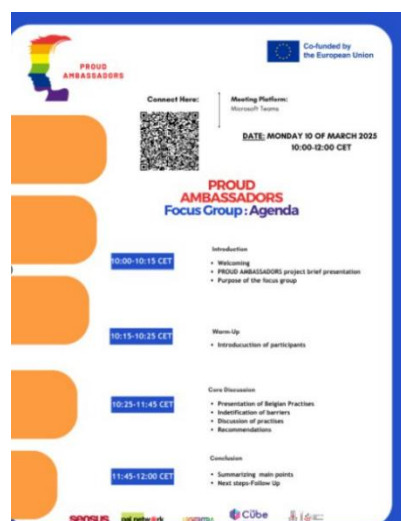 PROUD
AMBASSADORS
Co-funded by
the European Union
Connect Here:
Meeting Platform:
Microsoft Teams
DATE: MONDAY 10 OF MARCH 2025
10:00-12:00 CET
PROUD
AMBASSADORS
Focus Group: Agenda
10:00-10:15 CET
Introduction
• Welcoming
• PROUD AMBASSADORS project brief presentation
• Purpose of the focus group
10:15-10:25 CET
Warm-Up
• Introducuction of participants
10:25-11:45 CET
Core Discussion
• Presentation of Belgian Practises
• Indetification of barriers
• Discussion of practises
• Recommendations
11:45-12:00 CET
Conclusion
• Summarizing main points
• Next steps-Follow Up
sensus
Cube